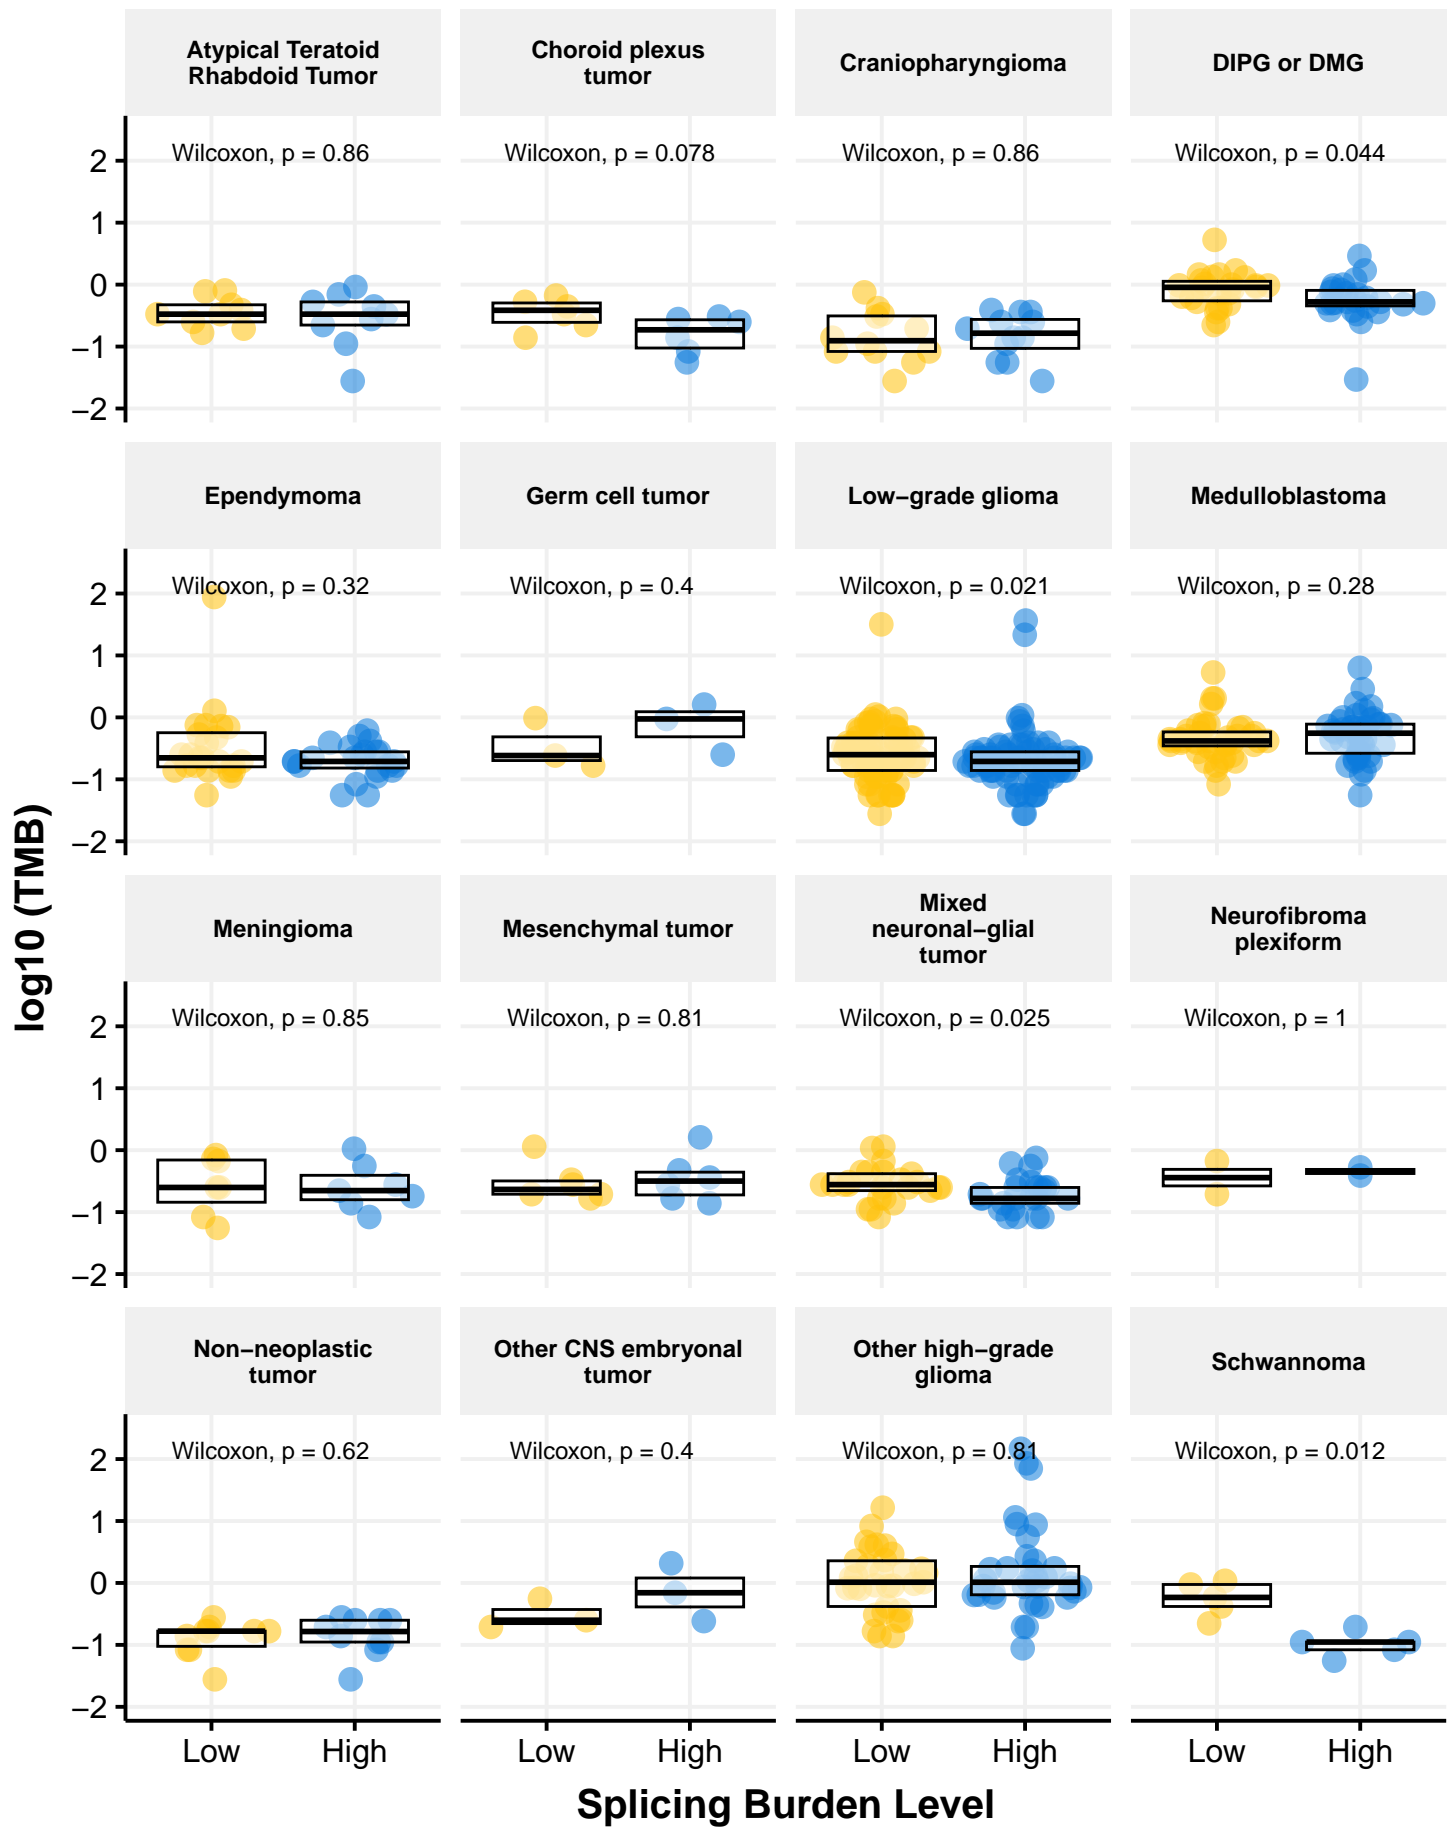 Atypical Teratoid
Rhabdoid Tumor
Choroid plexus
tumor
Craniopharyngioma
DIPG or DMG
Wilcoxon, p = 0.86
Wilcoxon, p = 0.078
Wilcoxon, p = 0.86
Wilcoxon, p = 0.044
2
1
0
−1
−2
Ependymoma
Germ cell tumor
Low−grade glioma
Medulloblastoma
Wilcoxon, p = 0.32
Wilcoxon, p = 0.4
Wilcoxon, p = 0.021
Wilcoxon, p = 0.28
2
1
0
−1
−2
log10 (TMB)
Meningioma
Mesenchymal tumor
Mixed
neuronal−glial
tumor
Neurofibroma
plexiform
Wilcoxon, p = 0.85
Wilcoxon, p = 0.81
Wilcoxon, p = 0.025
Wilcoxon, p = 1
2
1
0
−1
−2
Non−neoplastic
tumor
Other CNS embryonal
tumor
Other high−grade
glioma
Schwannoma
Wilcoxon, p = 0.62
Wilcoxon, p = 0.4
Wilcoxon, p = 0.81
Wilcoxon, p = 0.012
2
1
0
−1
−2
Low
High
Low
High
Low
High
Low
High
Splicing Burden Level